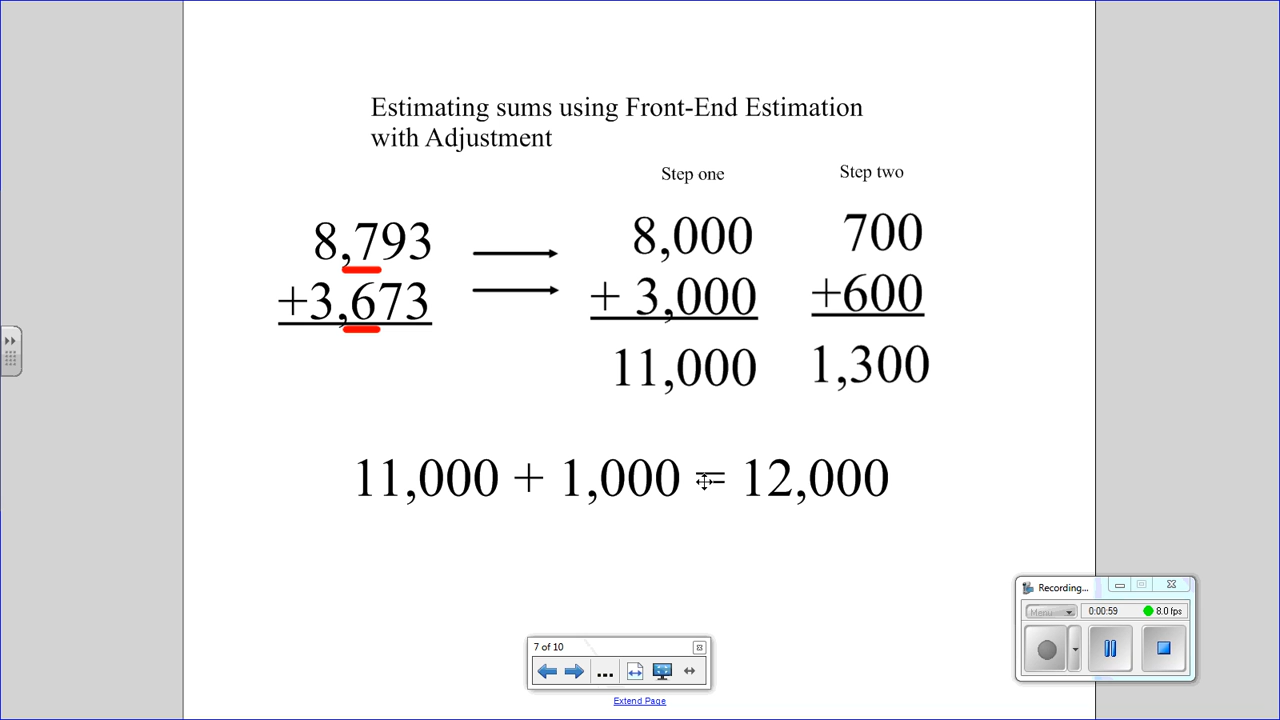 Estimating sums using Front-End Estimation
with Adjustment
Step one
Step two
8,793
+3,673
8,000
+ 3,000
11,000
700
+600
1,300
11,000 + 1,000 = 12,000
Recording...
Menu
0:00:59
8.0 fps
7 of 10
...
Extend Page